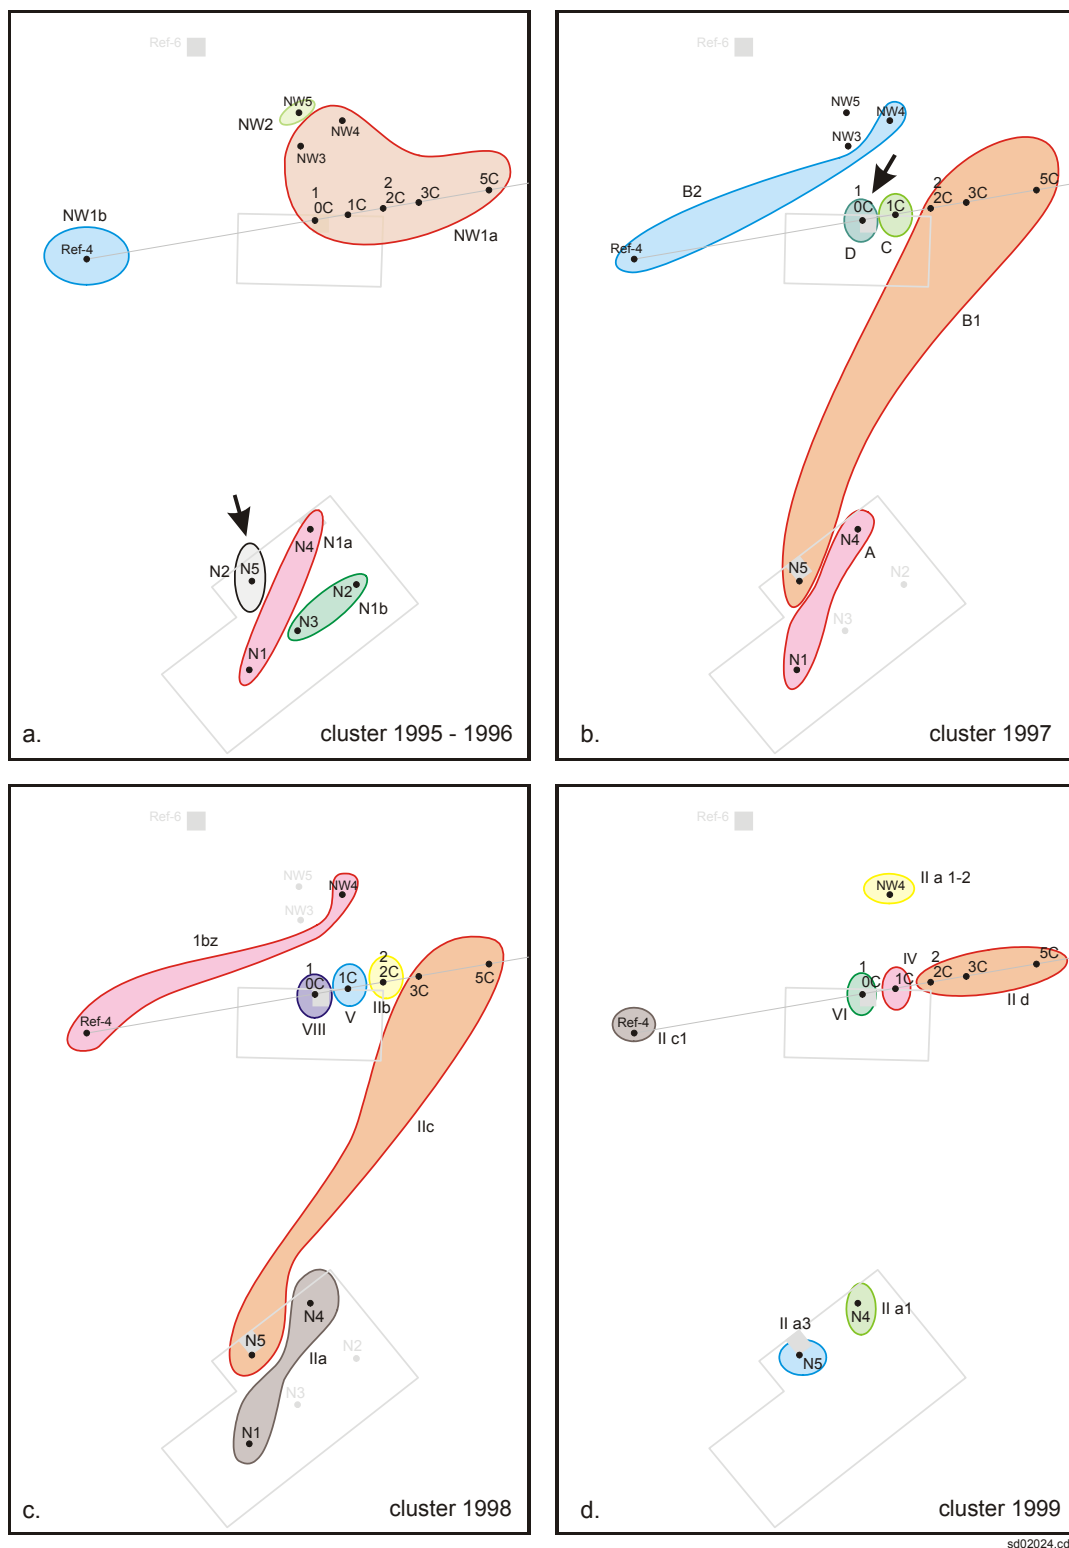 Ref-6
NW5
NW2
NW4
NW3
5C
1
2
0C
1C
2C
3C
NW1b
NW1a
Ref-4
N4
N1a
N2
N5
N2
N1b
N3
N1
a.
cluster 1995 - 1996
Ref-6
NW5
NW4
NW3
B2
5C
1
2
0C
1C
2C
3C
Ref-4
D
C
B1
N4
A
N5
N2
N3
N1
b.
cluster 1997
Ref-6
NW5
NW4
NW3
1bz
1
2
0C
1C
2C
3C
5C
Ref-4
VIII
V
IIb
IIc
N4
N5
IIa
N2
N3
N1
c.
cluster 1998
Ref-6
NW4
II a 1-2
5C
IV
2
1
0C
1C
2C
3C
VI
II d
Ref-4
II c1
N4
II a1
II a3
N5
d.
cluster 1999
sd02024.cd